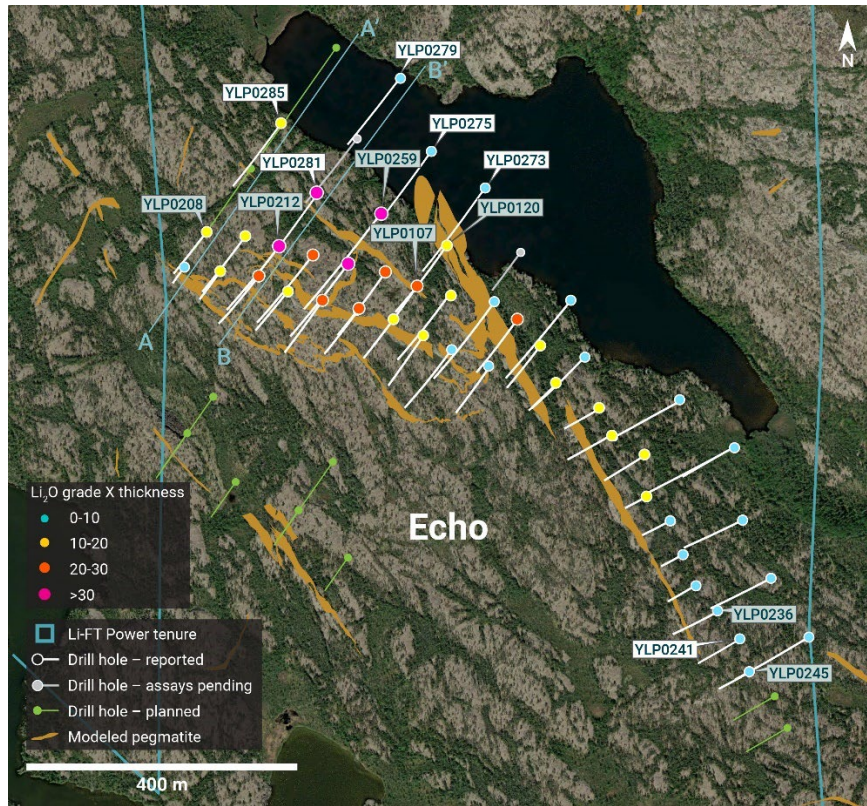 A'
N
YLP0279
B'
YLP0285
YLP0275
YLP0281
YLP0259
YLP0273
YLP0208
YLP0212
YLP0120
YLP0107
A
B
Li₂O grade X thickness
0-10
10-20
20-30
>30
Echo
Li-FT Power tenure
Drill hole – reported
Drill hole – assays pending
Drill hole – planned
Modeled pegmatite
YLP0236
YLP0241
YLP0245
400 m